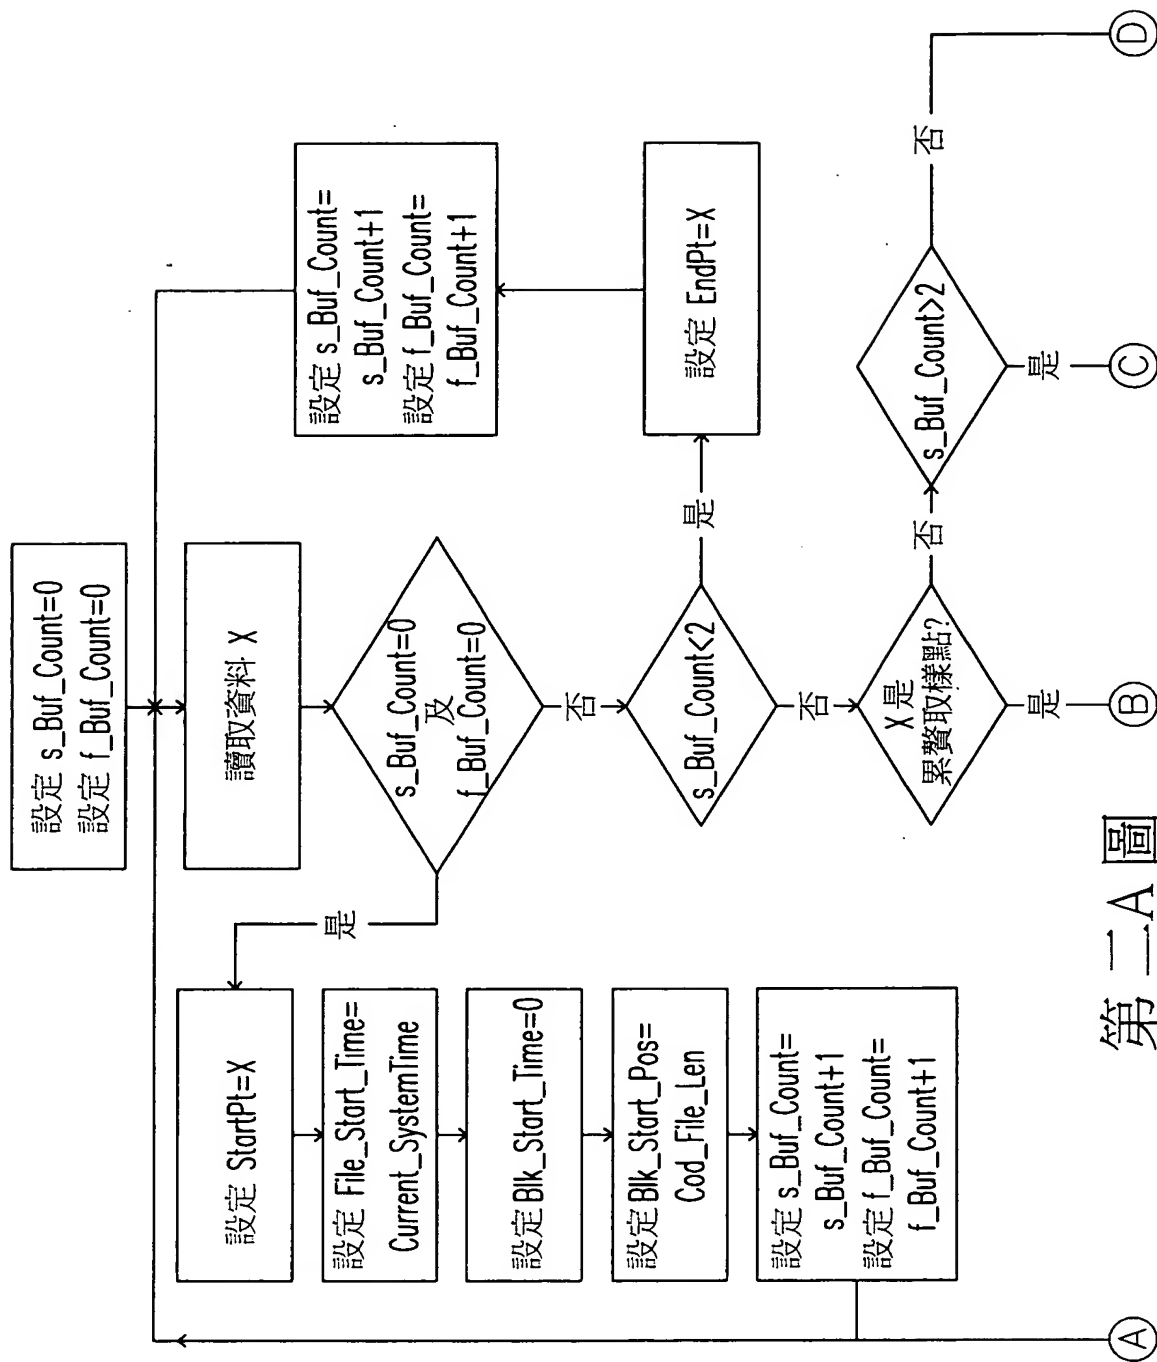 設定 s_Buf_Count=0
設定 f_Buf_Count=0
讀取資料 X
s_Buf_Count=0
及
f_Buf_Count=0
是
否
設定 StartPt=X
設定 File_Start_Time=
Current_SystemTime
設定 Blk_Start_Time=0
設定 Blk_Start_Pos=
Cod_File_Len
設定 s_Buf_Count=
s_Buf_Count+1
設定 f_Buf_Count=
f_Buf_Count+1
s_Buf_Count<2
是
否
設定 EndPt=X
設定 s_Buf_Count=
s_Buf_Count+1
設定 f_Buf_Count=
f_Buf_Count+1
X 是
累贅取樣點?
否
是
s_Buf_Count>2
否
是
A
B
C
D
第二A圖